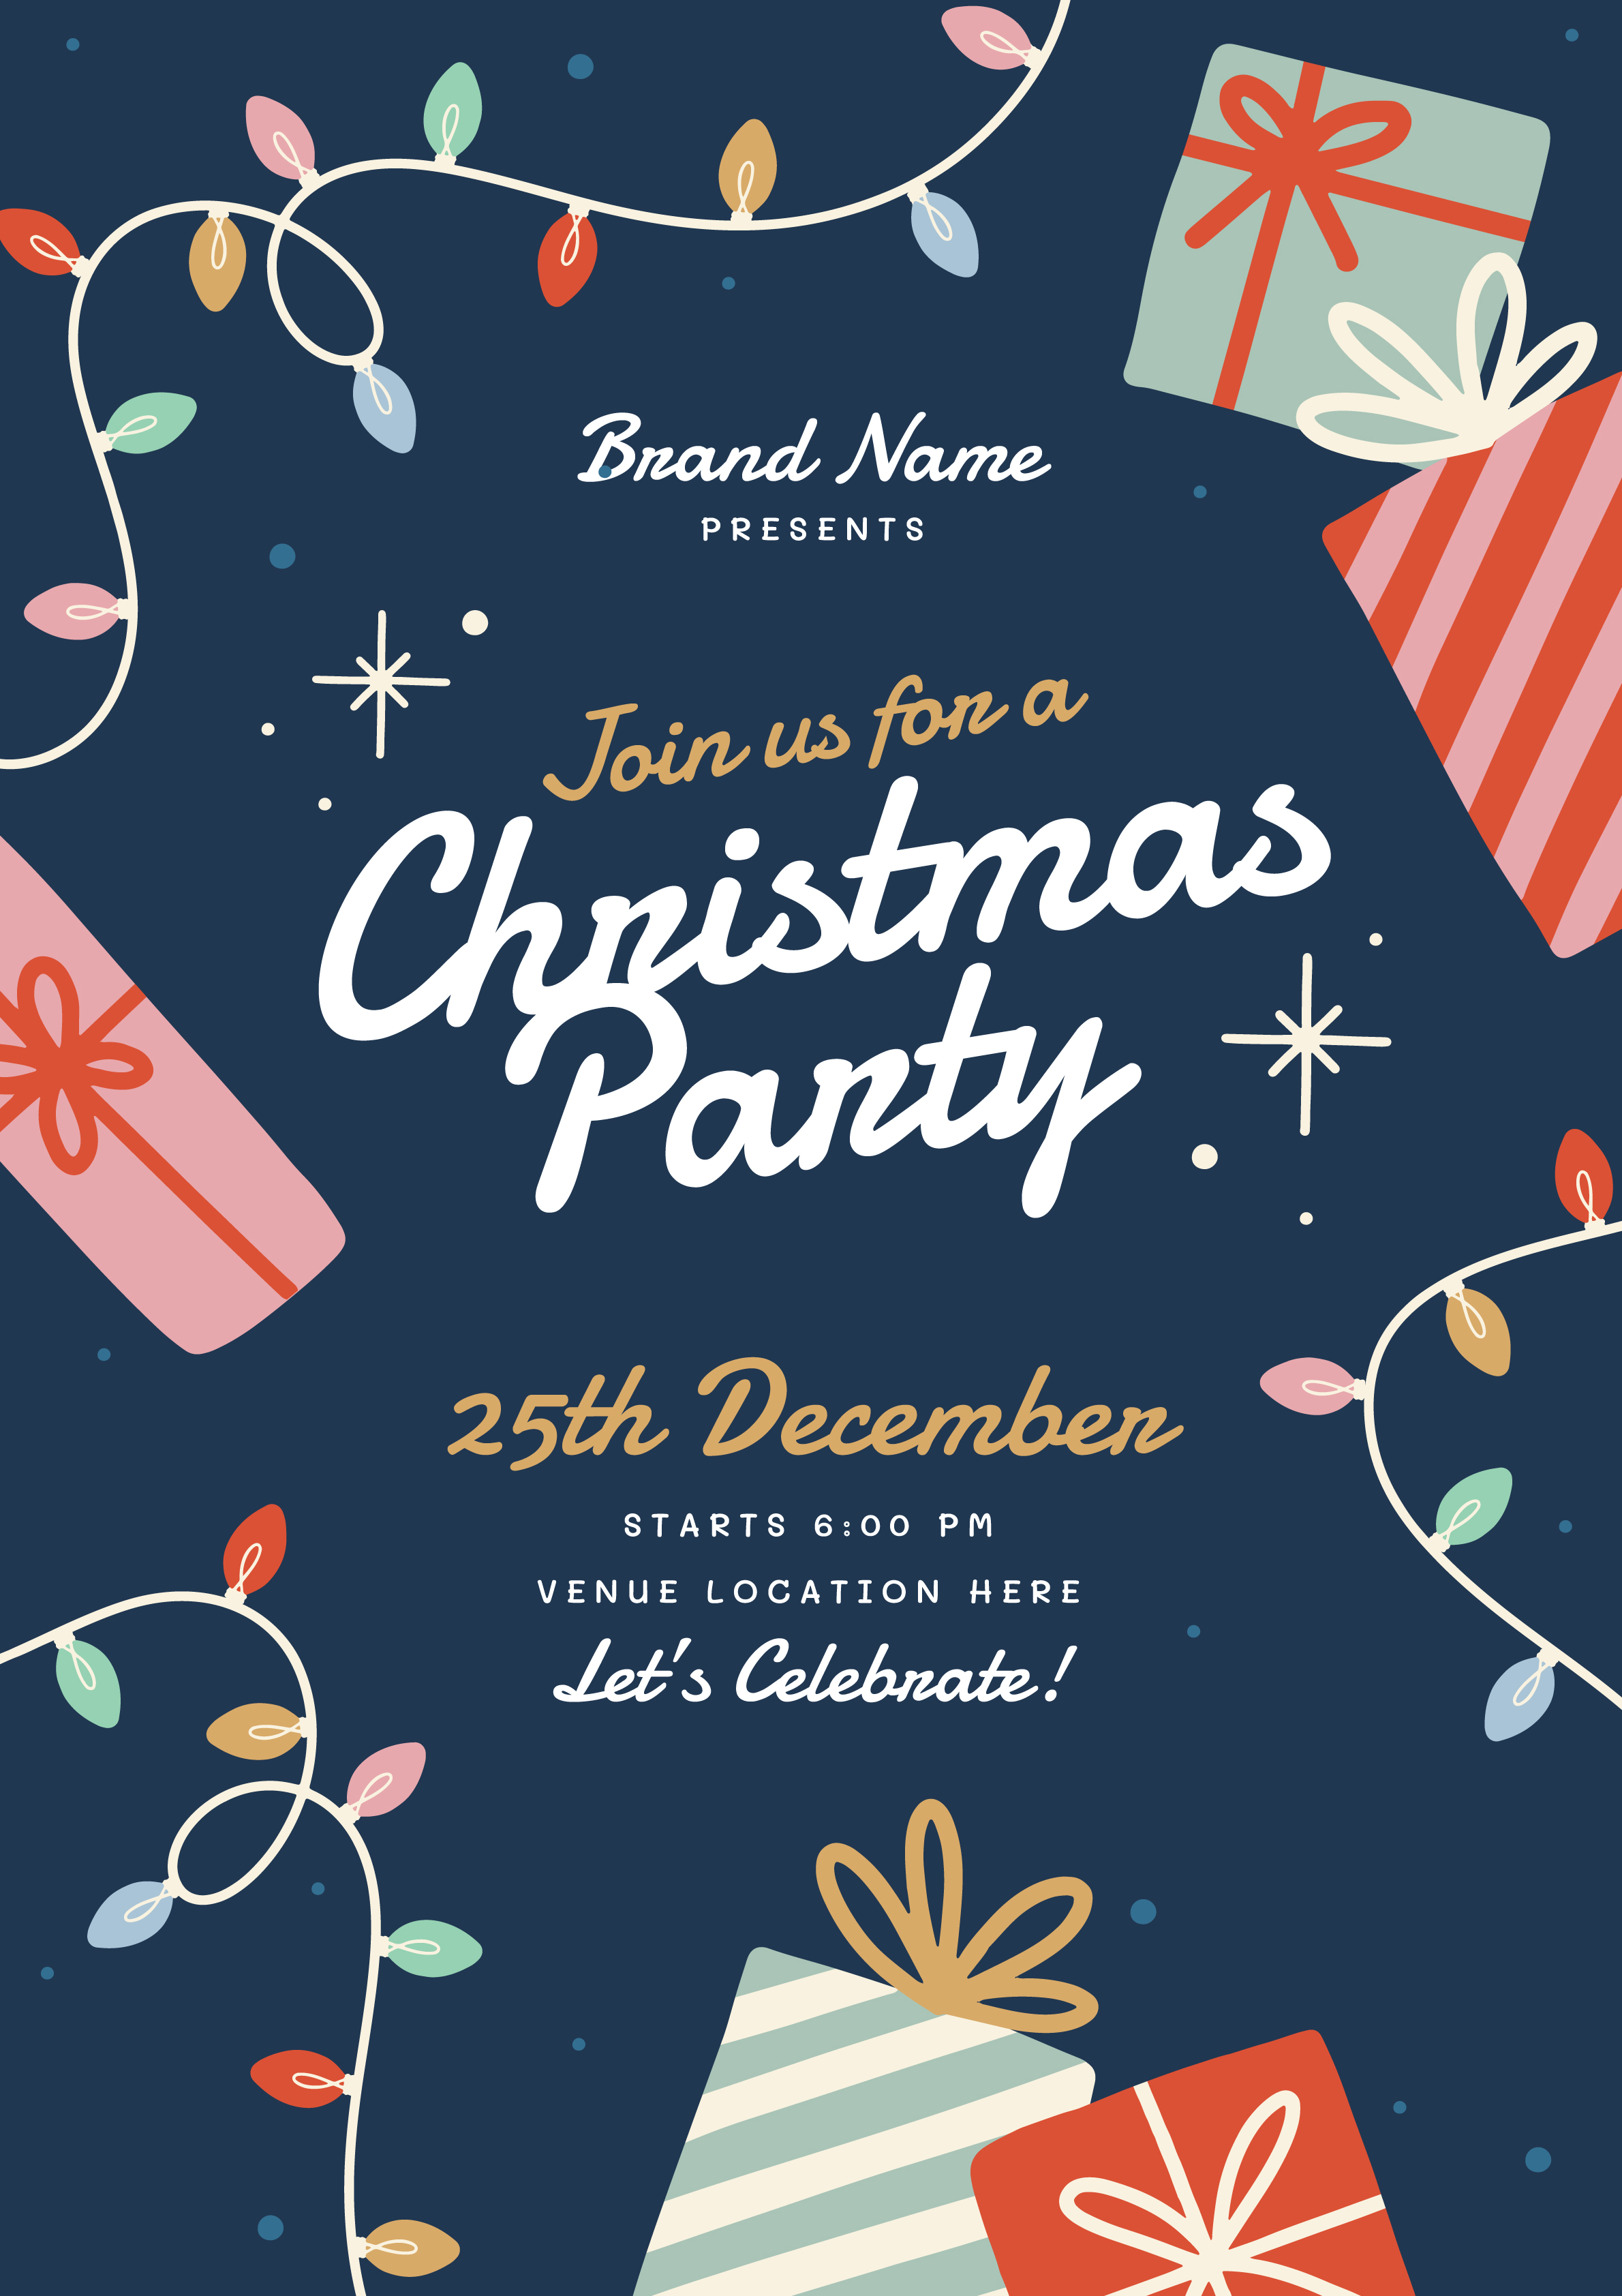 Brand Name
PRESENTS
Join us for a
Christmas
Party
25th December
STARTS 6:00 PM
VENUE LOCATION HERE
Let's Celebrate!